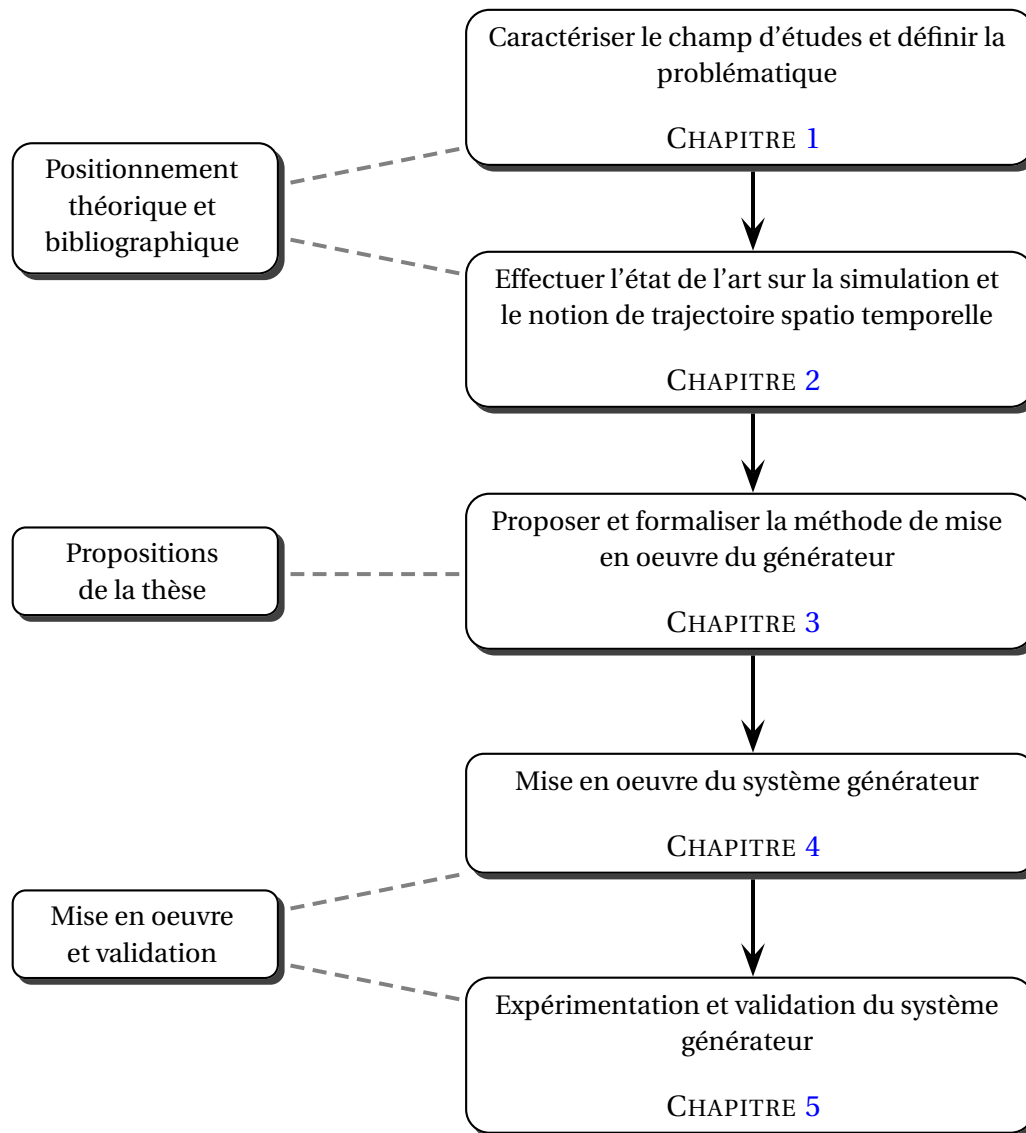 Caractériser le champ d'études et définir la
problématique
CHAPITRE 1
Positionnement
théorique et
bibliographique
Effectuer l'état de l'art sur la simulation et
le notion de trajectoire spatio temporelle
CHAPITRE 2
Proposer et formaliser la méthode de mise
en oeuvre du générateur
CHAPITRE 3
Propositions
de la thèse
Mise en oeuvre du système générateur
CHAPITRE 4
Mise en oeuvre
et validation
Expérimentation et validation du système
générateur
CHAPITRE 5